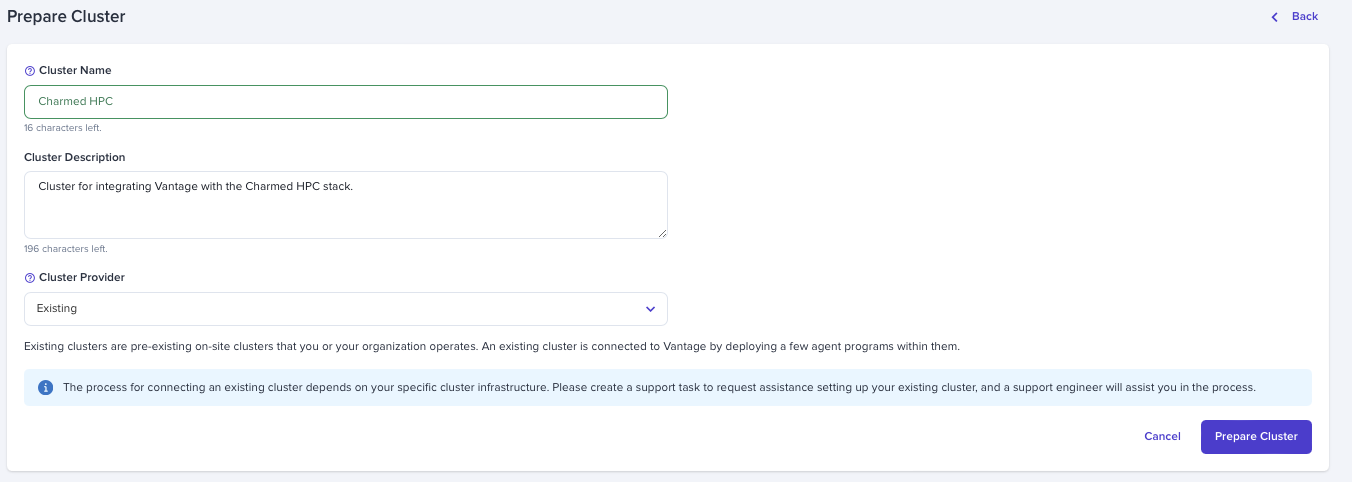 Prepare Cluster
Back
Cluster Name
Charmed HPC
16 characters left.
Cluster Description
Cluster for integrating Vantage with the Charmed HPC stack.
196 characters left.
Cluster Provider
Existing
Existing clusters are pre-existing on-site clusters that you or your organization operates. An existing cluster is connected to Vantage by deploying a few agent programs within them.
The process for connecting an existing cluster depends on your specific cluster infrastructure. Please create a support task to request assistance setting up your existing cluster, and a support engineer will assist you in the process.
Cancel
Prepare Cluster